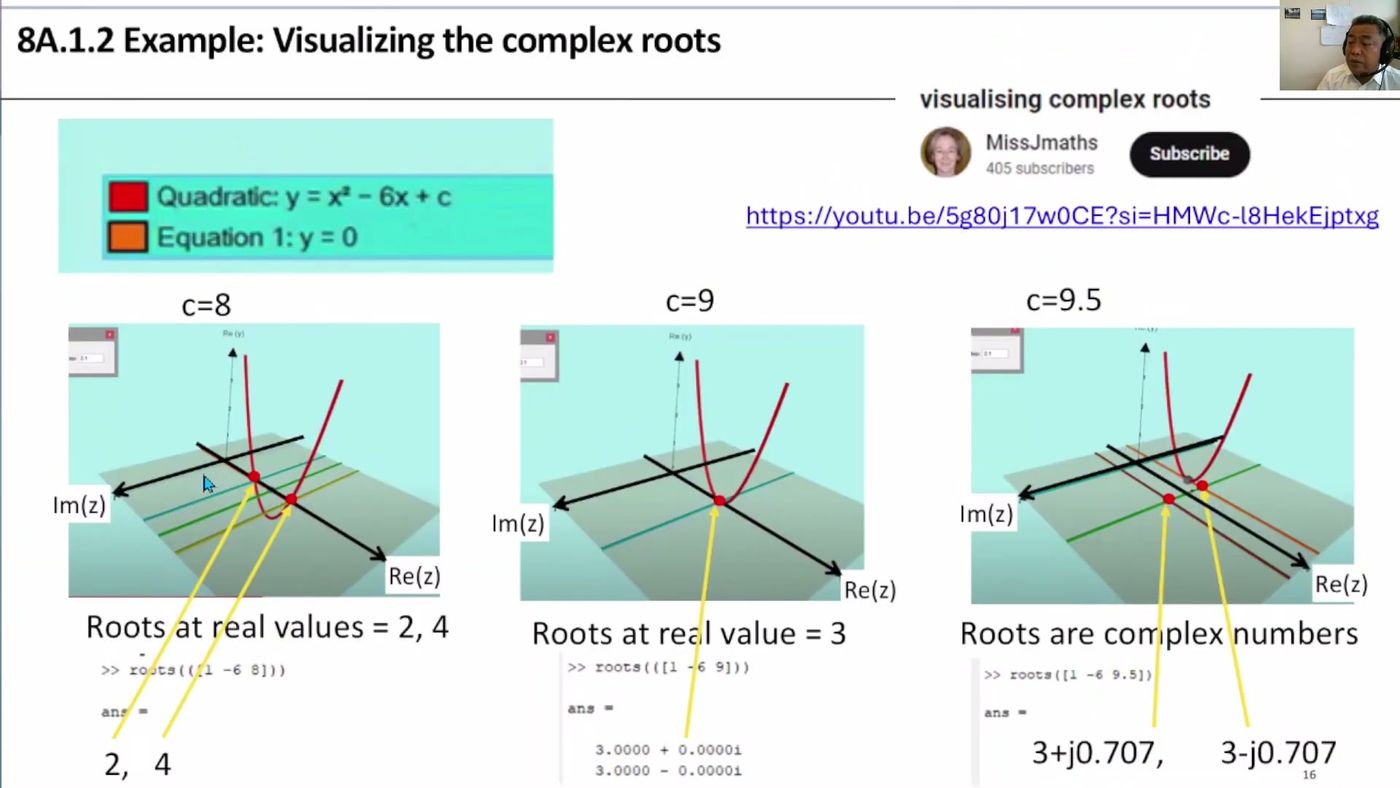 8A.1.2 Example: Visualizing the complex roots
visualising complex roots
MissJmaths
405 subscribers
Subscribe
https://youtu.be/5g80j17w0CE?si=HMWc-l8HekEjptxg
Quadratic: y = x² − 6x + c
Equation 1: y = 0
c=8
c=9
c=9.5
Re (y)
Re (y)
Im(z)
Re(z)
Im(z)
Re(z)
Im(z)
Re(z)
Roots at real values = 2, 4
>> roots(([1 -6 8]))
ans =
2, 4
Roots at real value = 3
>> roots(([1 -6 9]))
ans =
3.0000 + 0.0000i
3.0000 - 0.0000i
Roots are complex numbers
>> roots([1 -6 9.5])
ans =
3+j0.707, 3-j0.707
16